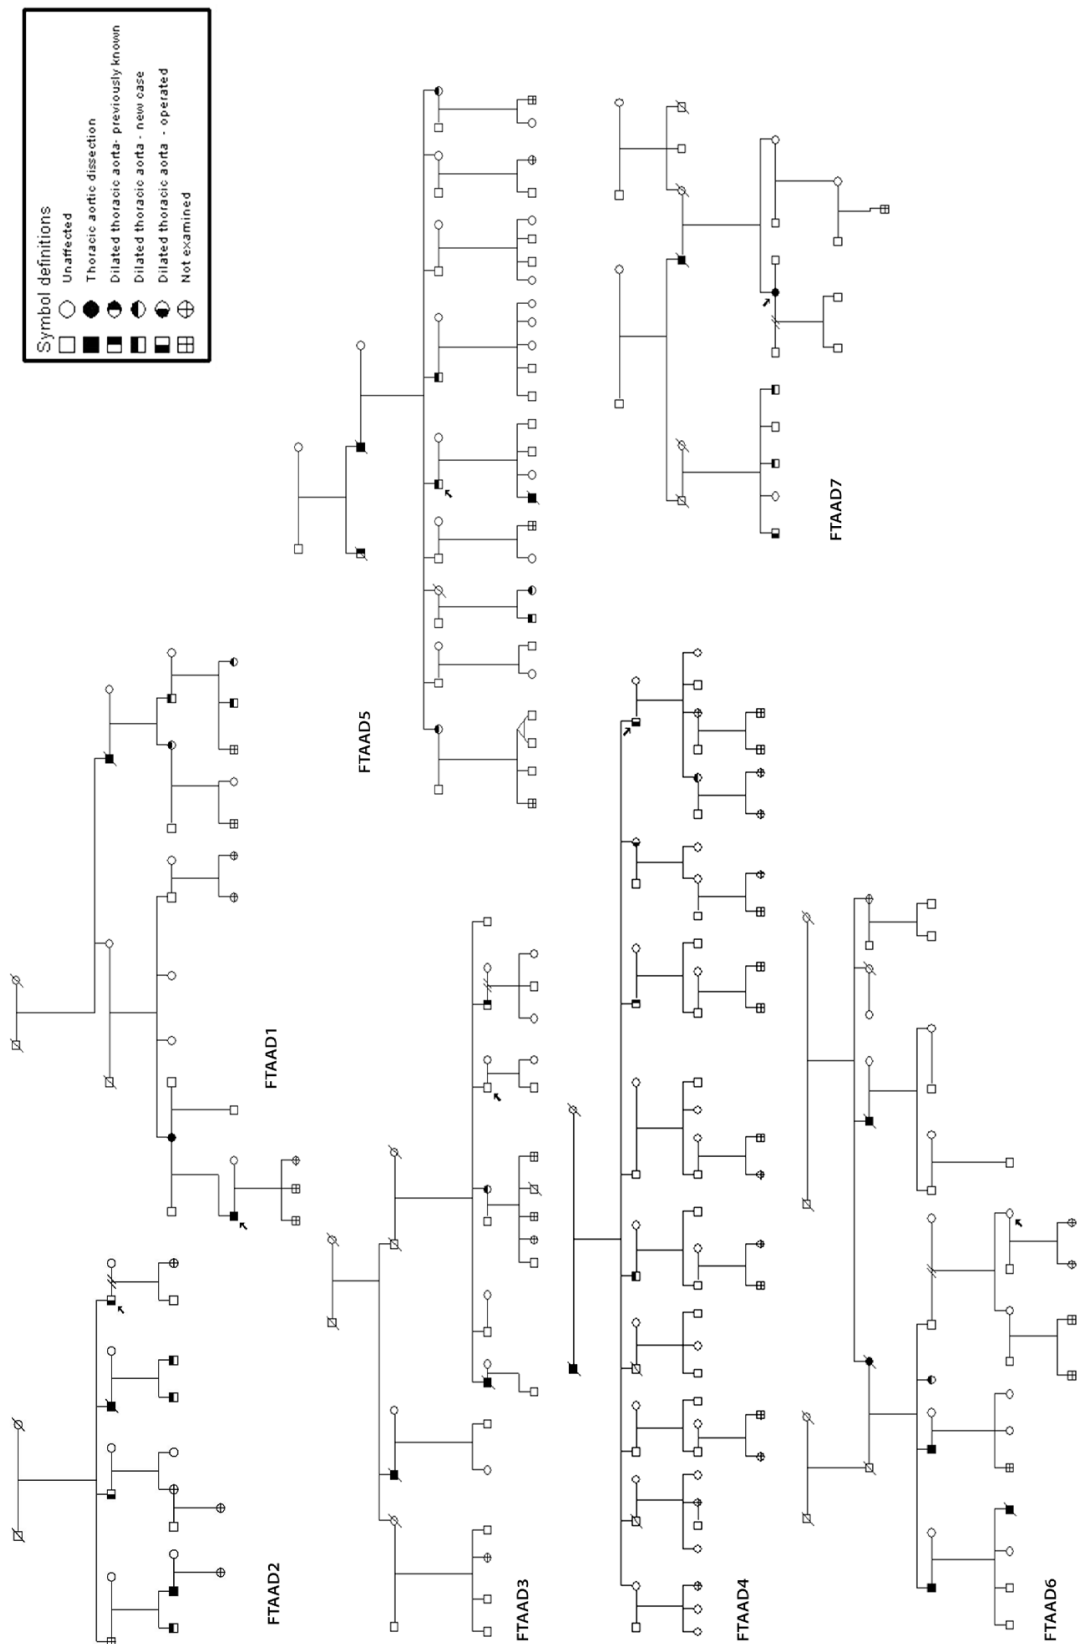 Symbol definitions
Unaffected
Thoracic aortic dissection
Dilated thoracic aorta- previously known
Dilated thoracic aorta - new case
Dilated thoracic aorta - operated
Not examined
FTAAD1
FTAAD2
FTAAD3
FTAAD4
FTAAD5
FTAAD6
FTAAD7